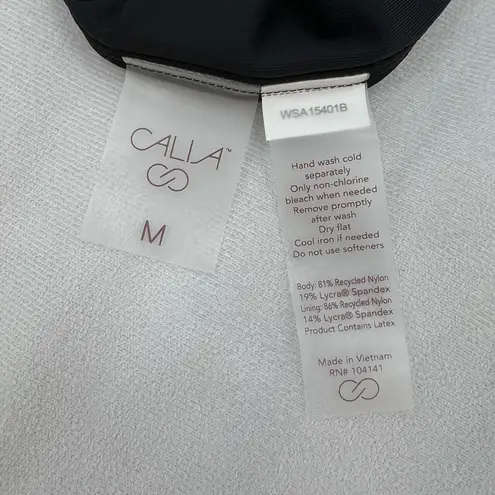 CALIA™
M
WSA15401B
Hand wash cold
separately
Only non-chlorine
bleach when needed
Remove promptly
after wash
Dry flat
Cool iron if needed
Do not use softeners
Body: 81% Recycled Nylon
19% Lycra® Spandex
Lining: 86% Recycled Nylon
14% Lycra® Spandex
Product Contains Latex
Made in Vietnam
RN# 104141